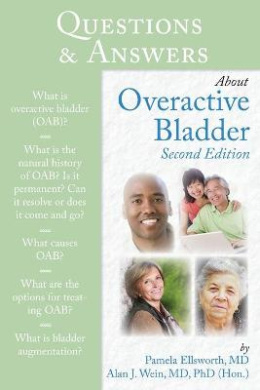 QUESTIONS
& ANSWERS
About
Overactive
Bladder
Second Edition
What is
overactive bladder
(OAB)?
What is the
natural history
of OAB? Is it
permanent? Can
it resolve or does
it come and go?
What causes
OAB?
What are the
options for treat-
ing OAB?
What is bladder
augmentation?
by
Pamela Ellsworth, MD
Alan J. Wein, MD, PhD (Hon.)